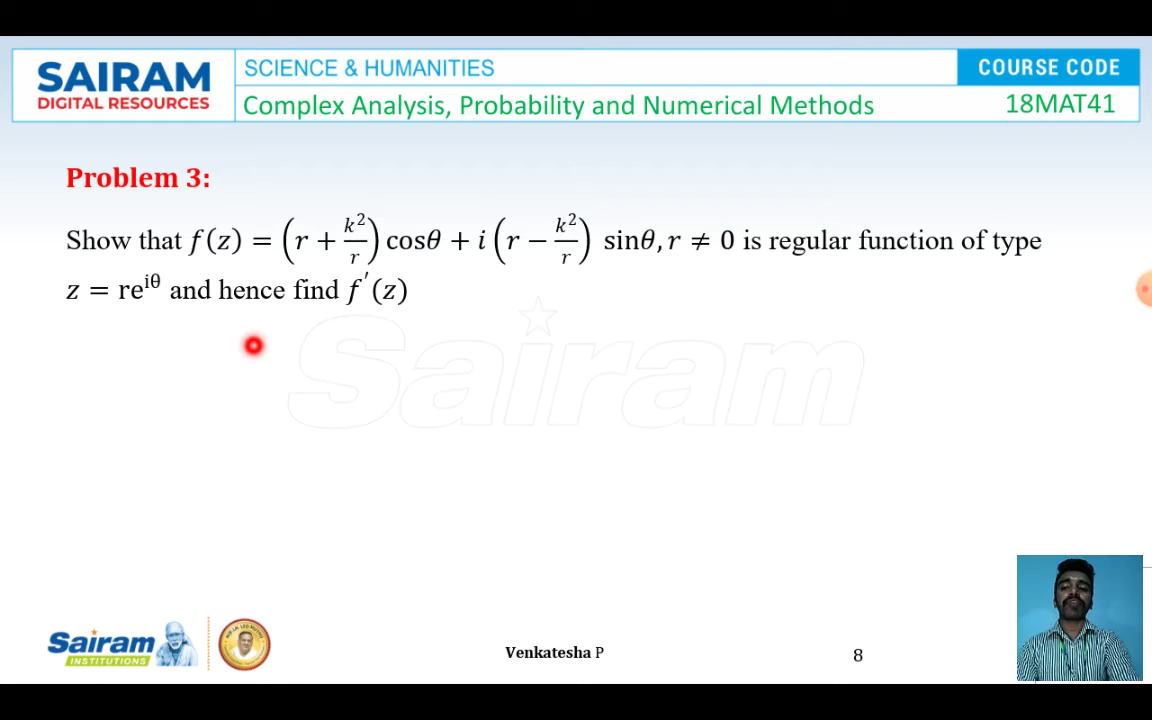 SAIRAM
DIGITAL RESOURCES
SCIENCE & HUMANITIES
COURSE CODE
Complex Analysis, Probability and Numerical Methods
18MAT41
Problem 3:
Show that f(z) = (r + k²/r) cosθ + i (r − k²/r) sinθ, r ≠ 0 is regular function of type
z = re^{iθ} and hence find f′(z)
Sairam
Sairam
INSTITUTIONS
Venkatesha P
8